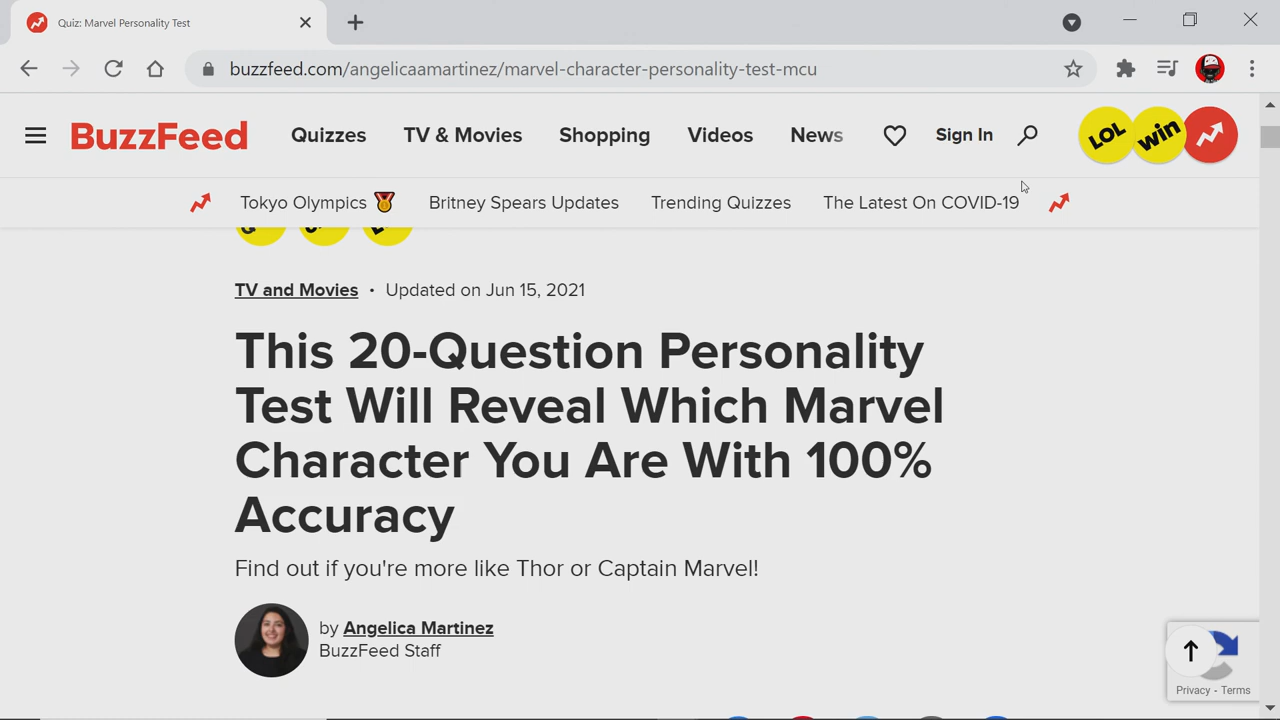 Quiz: Marvel Personality Test
buzzfeed.com/angelicaamartinez/marvel-character-personality-test-mcu
BuzzFeed Quizzes TV & Movies Shopping Videos News Sign In LOL win
Tokyo Olympics Britney Spears Updates Trending Quizzes The Latest On COVID-19
TV and Movies • Updated on Jun 15, 2021
This 20-Question Personality
Test Will Reveal Which Marvel
Character You Are With 100%
Accuracy
Find out if you're more like Thor or Captain Marvel!
by Angelica Martinez
BuzzFeed Staff
Privacy - Terms